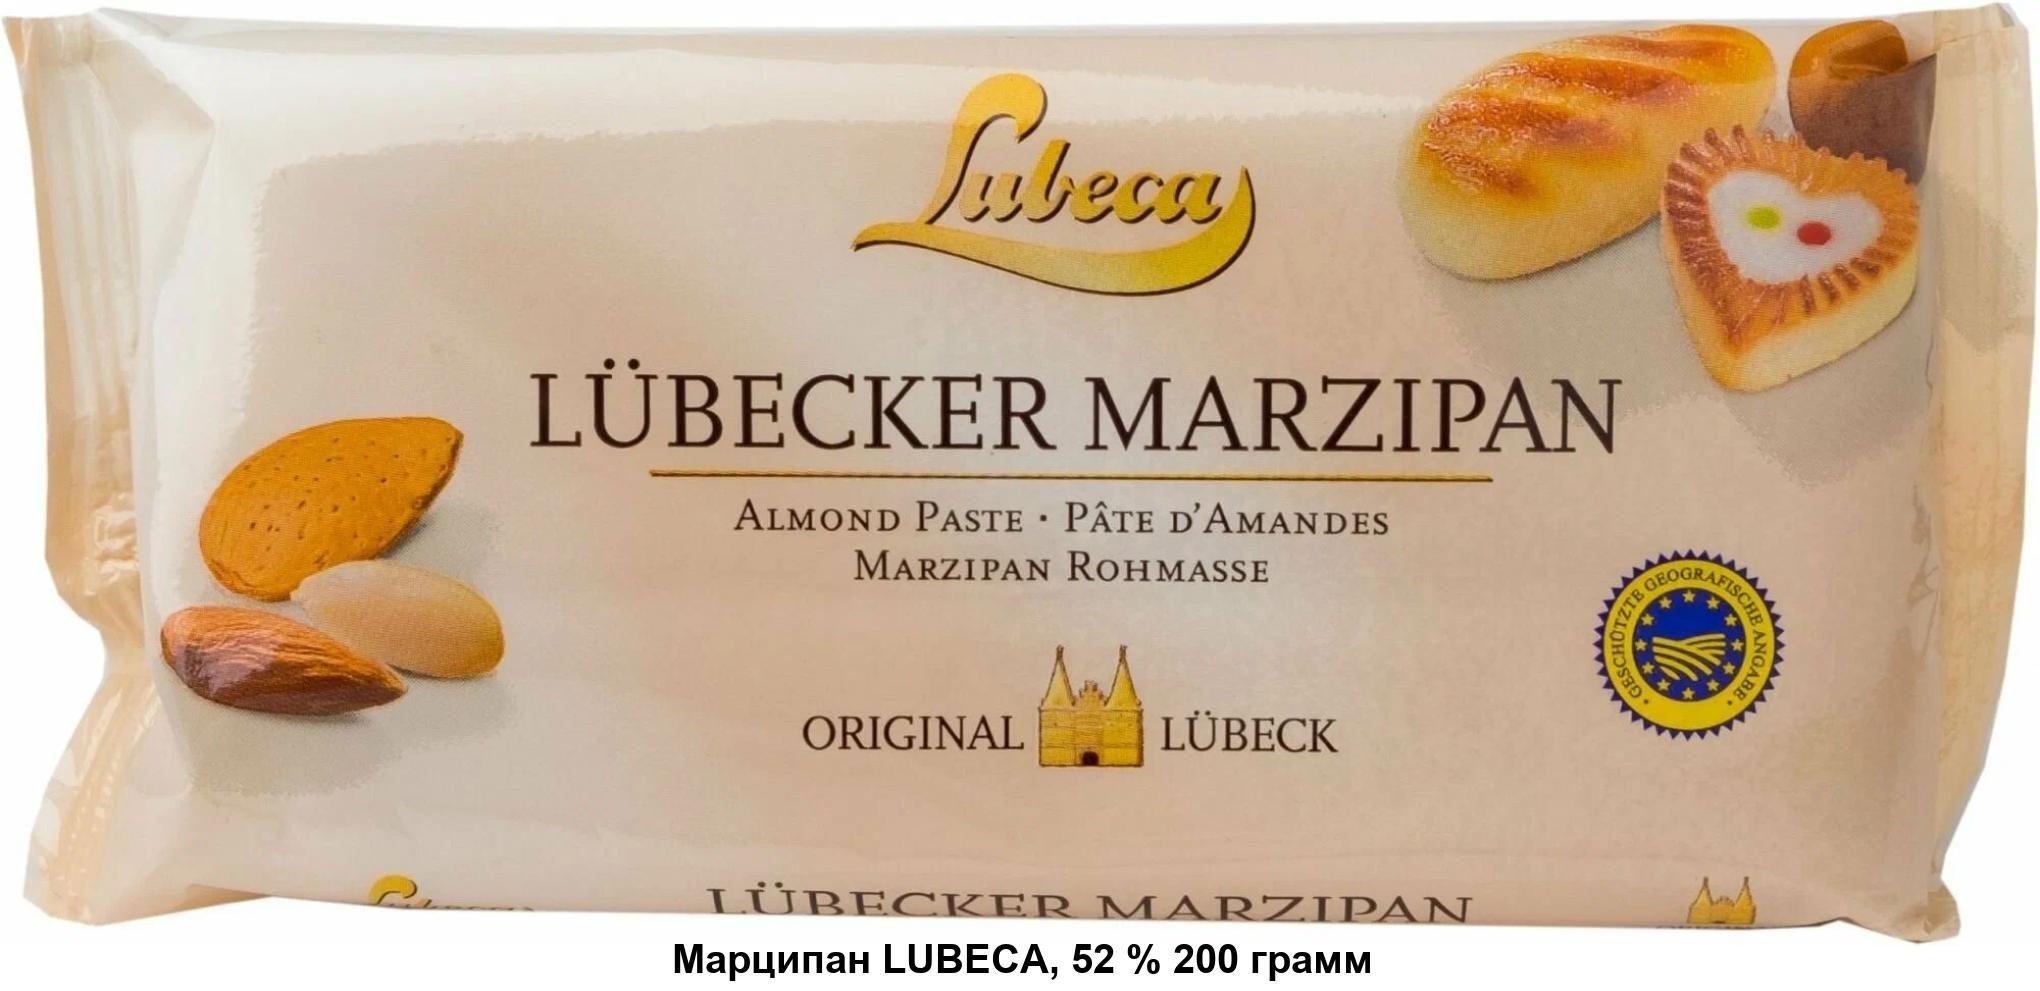 Lubeca
LÜBECKER MARZIPAN
ALMOND PASTE · PÂTE D'AMANDES
MARZIPAN ROHMASSE
GESCHÜTZTE GEOGRAFISCHE ANGABE
ORIGINAL LÜBECK
Lubeca
LÜBECKER MARZIPAN
Марципан LUBECA, 52 % 200 грамм